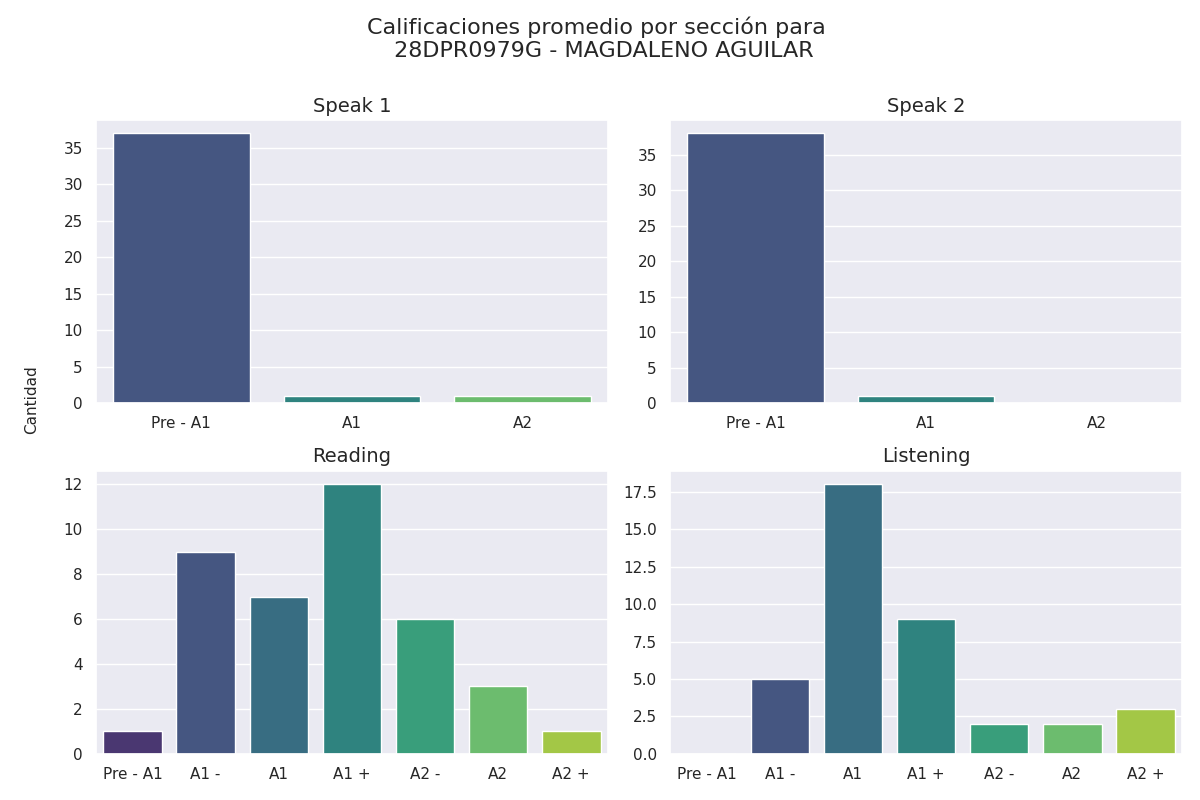 Calificaciones promedio por sección para
28DPR0979G - MAGDALENO AGUILAR
Speak 1
35
30
25
20
15
10
5
0
Pre - A1 A1 A2
Speak 2
35
30
25
20
15
10
5
0
Pre - A1 A1 A2
Cantidad
Reading
12
10
8
6
4
2
0
Pre - A1 A1 - A1 A1 + A2 - A2 A2 +
Listening
17.5
15.0
12.5
10.0
7.5
5.0
2.5
0.0
Pre - A1 A1 - A1 A1 + A2 - A2 A2 +